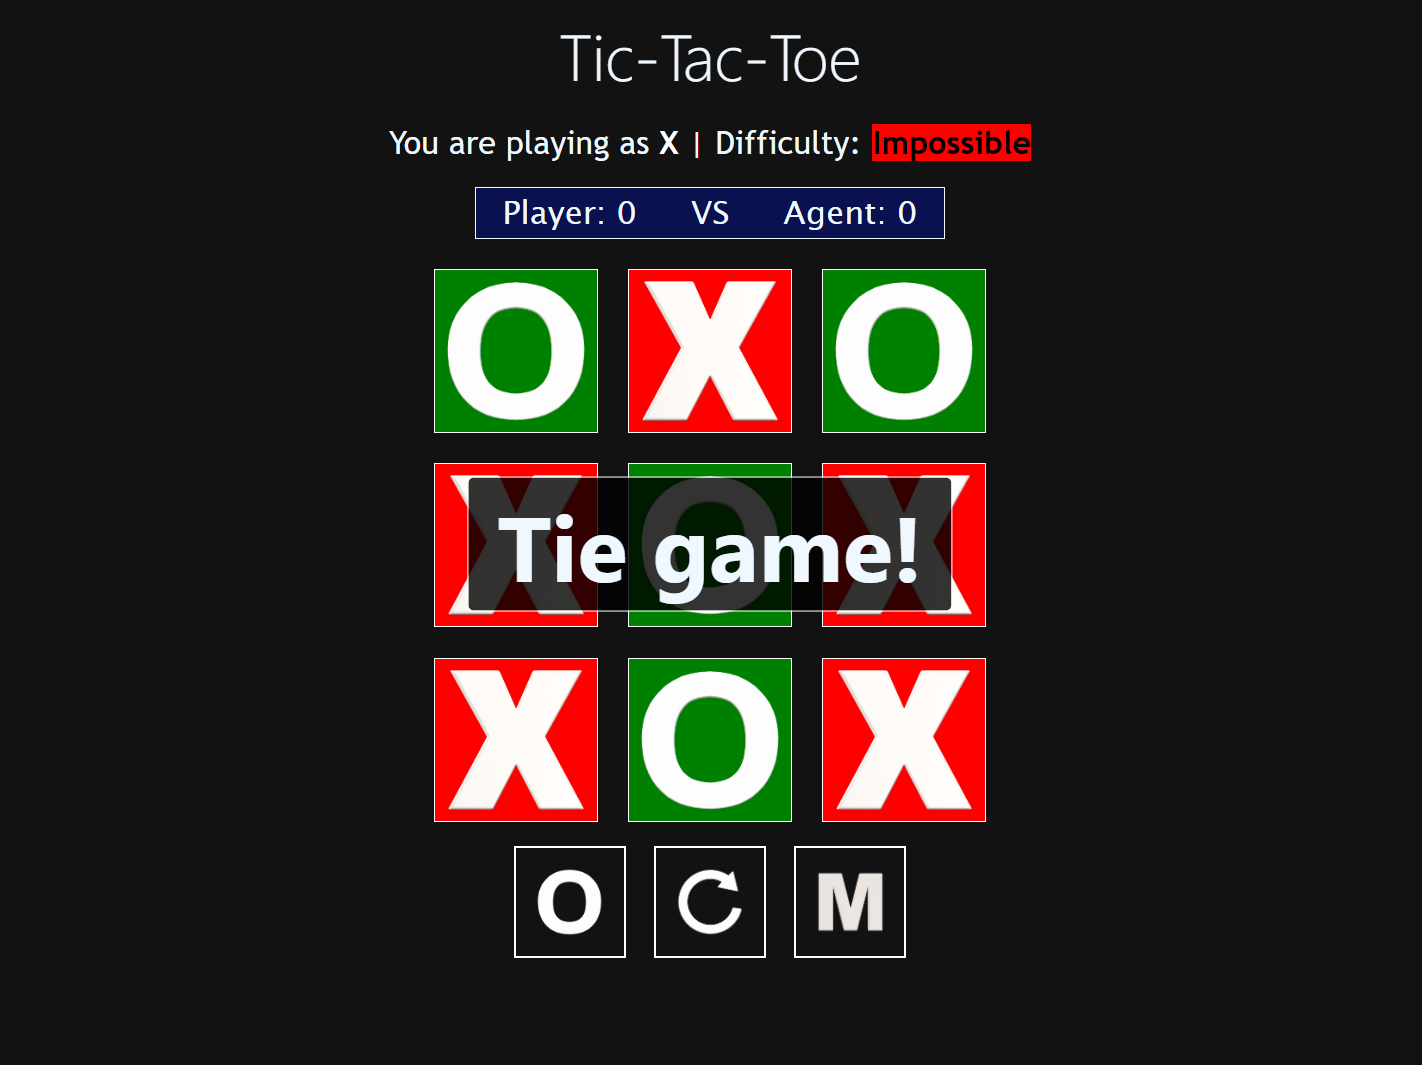 Tic-Tac-Toe
You are playing as X | Difficulty: Impossible
Player: 0 VS Agent: 0
O X O
X O X
Tie game!
X O X
O M